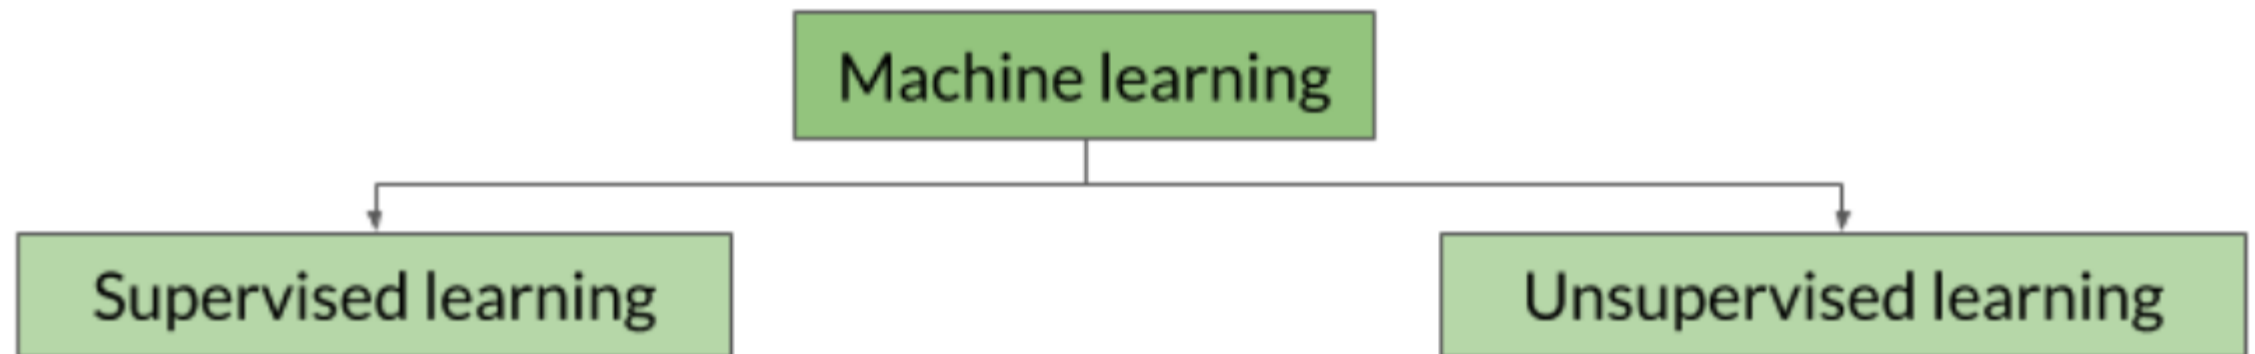 Machine learning
Supervised learning
Unsupervised learning